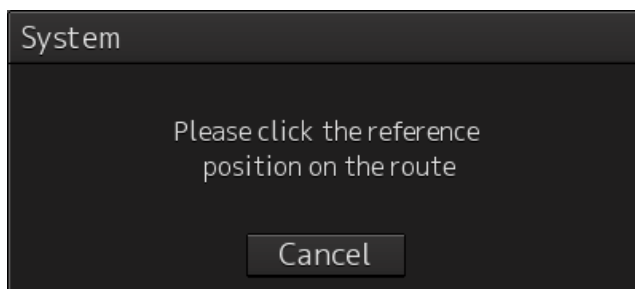 System
Please click the reference
position on the route
Cancel